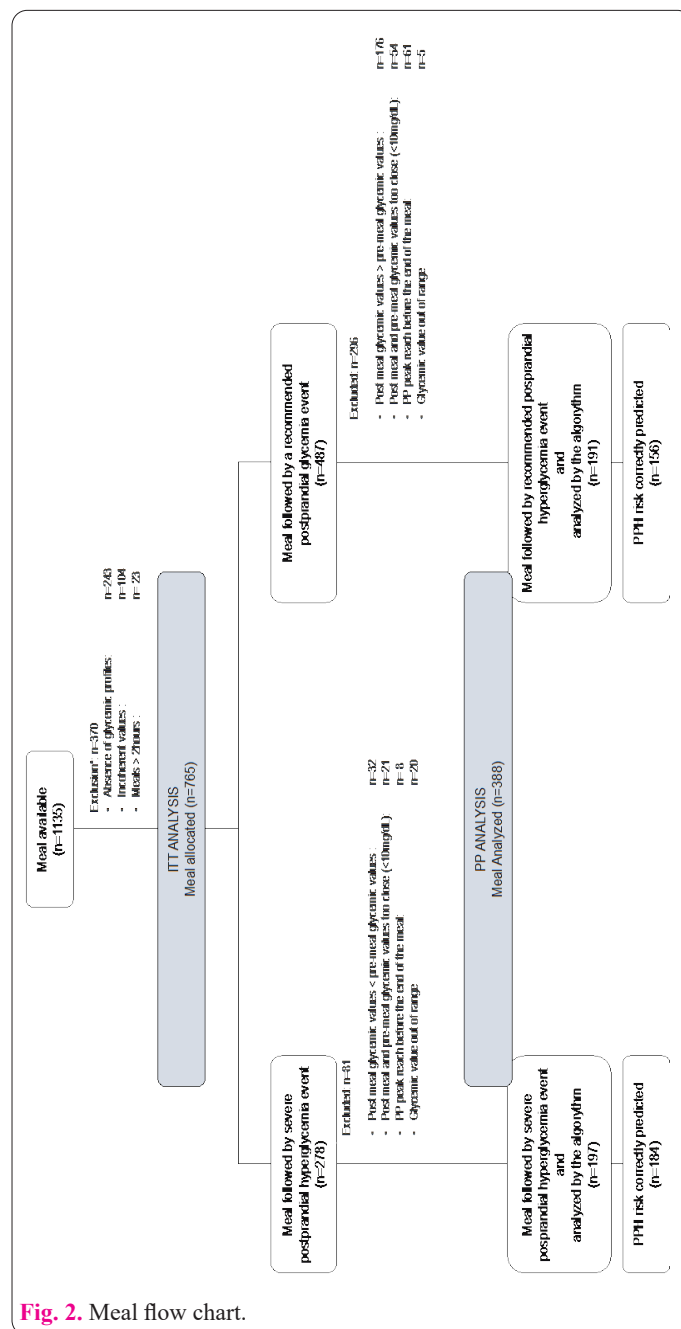 Meal available
(n=1135)
Exclusion*: n=370
- Absence of glycemic profiles: n=243
- Incoherent values : n=104
- Meals > 2hours : n= 23
ITT ANALYSIS
Meal allocated (n=765)
Meal followed by severe
postprandial hyperglycemia event
(n=278)
Excluded: n=81
- Post meal glycemic values < pre-meal glycemic values : n=32
- Post meal and pre-meal glycemic values too close (<10mg/dL): n=21
- PP peak reach before the end of the meal: n= 8
- Glycemic value out of range n=20
Meal followed by a recommended
postprandial glycemia event
(n=487)
Excluded: n=296
- Post meal glycemic values > pre-meal glycemic values : n=176
- Post meal and pre-meal glycemic values too close (<10mg/dL): n=54
- PP peak reach before the end of the meal: n=61
- Glycemic value out of range n=5
PP ANALYSIS
Meal Analyzed (n=388)
Meal followed by severe
posprandial hyperglycemia event
and
analyzed by the algorythm
(n=197)
PPH risk correctly predicted
(n=184)
Meal followed by recommended posprandial
hyperglycemia event
and
analyzed by the algorythm
(n=191)
PPH risk correctly predicted
(n=156)
Fig. 2. Meal flow chart.